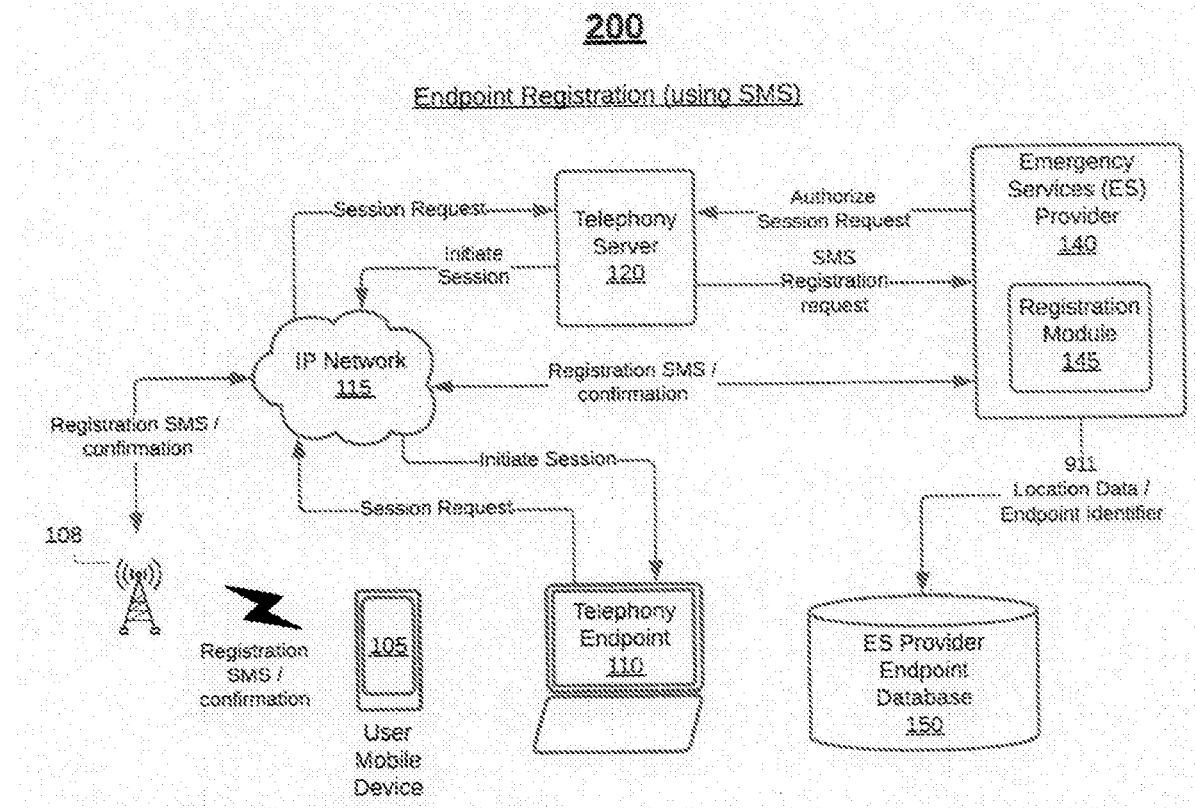 200
Endpoint Registration (using SMS)
Emergency
Services (ES)
Provider
140
Registration
Module
145
Session Request
Telephony
Server
120
Authorize
Session Request
Initiate
Session
SMS
Registration
request
IP Network
115
Registration SMS /
confirmation
Registration SMS /
confirmation
Initiate Session
Session Request
911
Location Data /
Endpoint Identifier
108
Registration
SMS /
confirmation
105
User
Mobile
Device
Telephony
Endpoint
110
ES Provider
Endpoint
Database
150